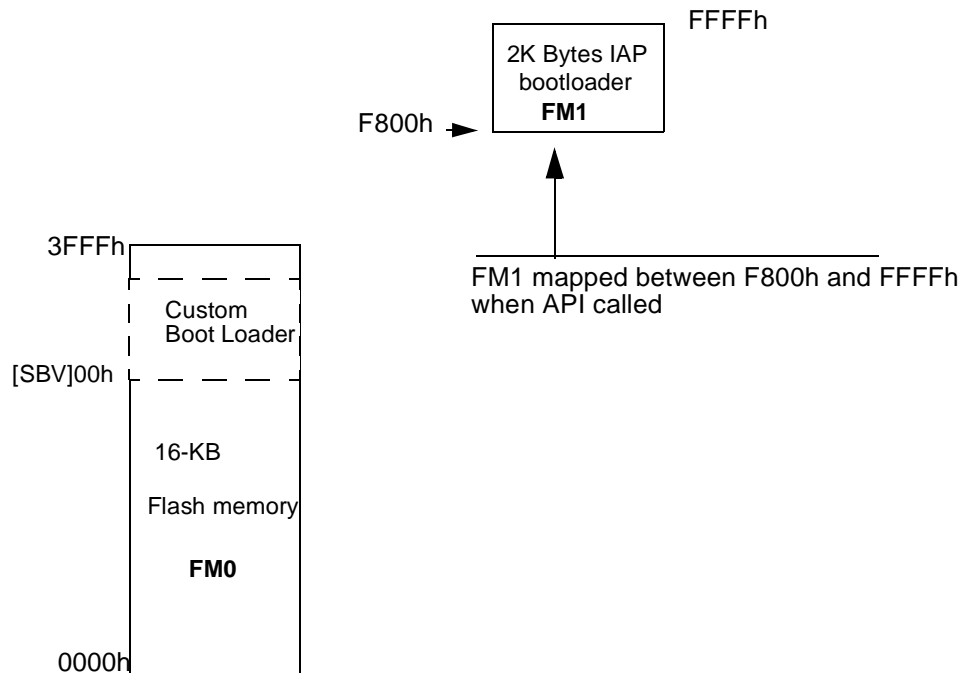 FFFFh
2K Bytes IAP
bootloader
FM1
F800h
3FFFh
FM1 mapped between F800h and FFFFh
when API called
Custom
Boot Loader
[SBV]00h
16-KB
Flash memory
FM0
0000h